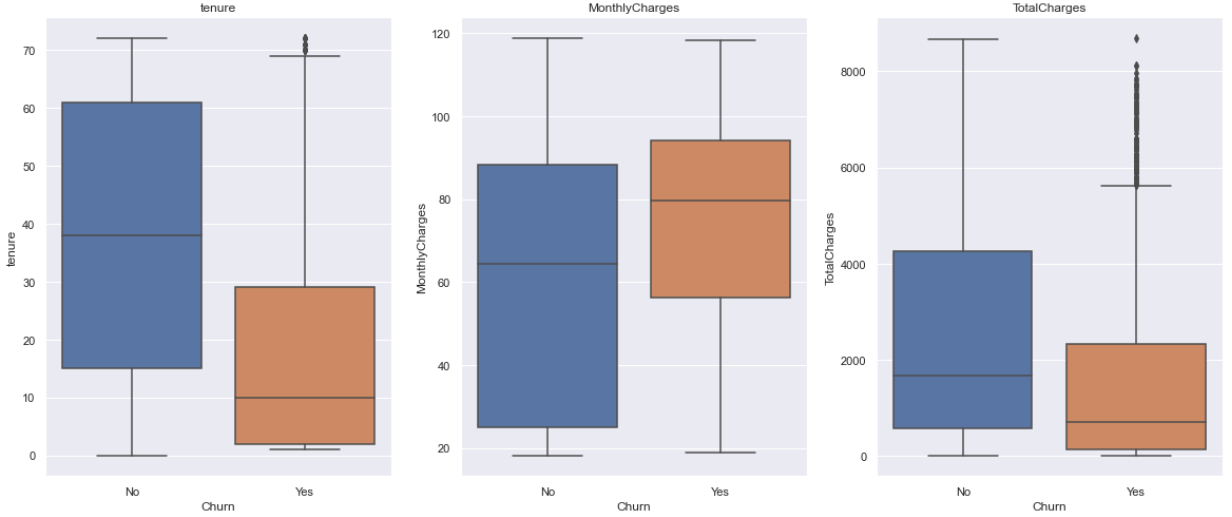 tenure
70
60
50
40
30
20
10
0
tenure
No
Yes
Churn
MonthlyCharges
120
100
80
60
40
20
MonthlyCharges
No
Yes
Churn
TotalCharges
8000
6000
4000
2000
0
TotalCharges
No
Yes
Churn